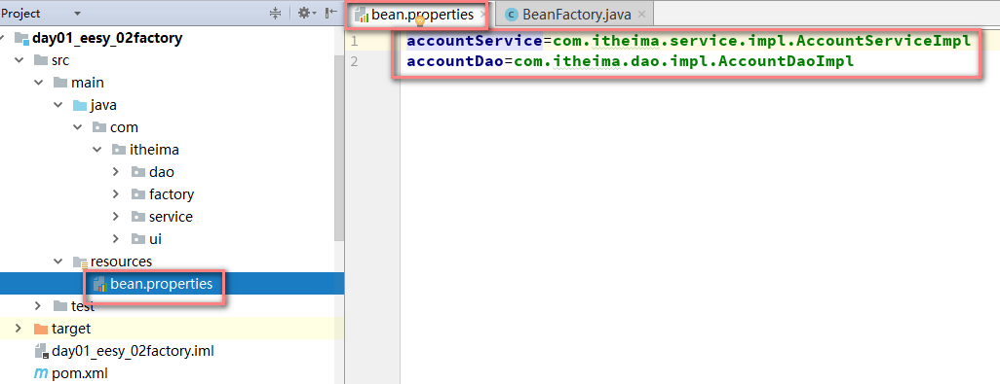 Project
day01_eesy_02factory
src
main
java
com
itheima
dao
factory
service
ui
resources
bean.properties
test
target
day01_eesy_02factory.iml
pom.xml
bean.properties
BeanFactory.java
1 accountService=com.itheima.service.impl.AccountServiceImpl
2 accountDao=com.itheima.dao.impl.AccountDaoImpl